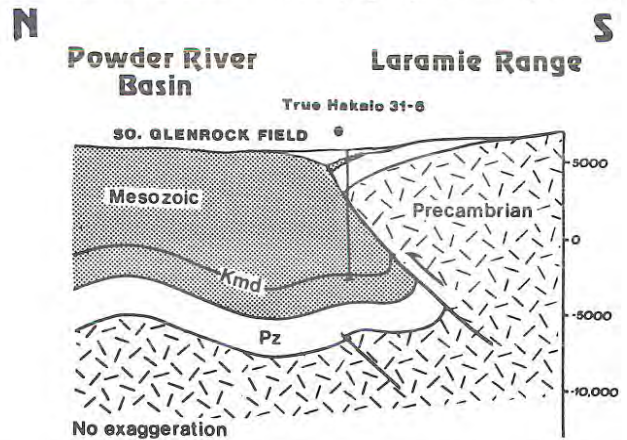 N
S
Powder River
Basin
Laramie Range
True Hakalo 31-6
SO. GLENROCK FIELD
5000
Mesozoic
Precambrian
0
Kmd
-5000
Pz
-10,000
No exaggeration